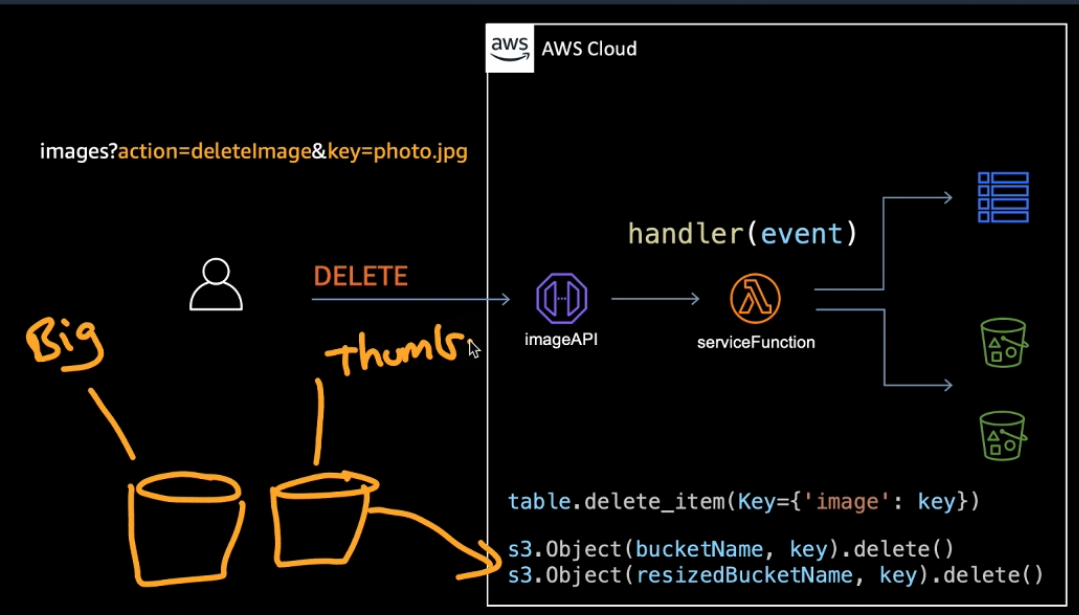 aws AWS Cloud
images?action=deleteImage&key=photo.jpg
handler(event)
DELETE
imageAPI
serviceFunction
Big
Thumbs
table.delete_item(Key={'image': key})
s3.Object(bucketName, key).delete()
s3.Object(resizedBucketName, key).delete()